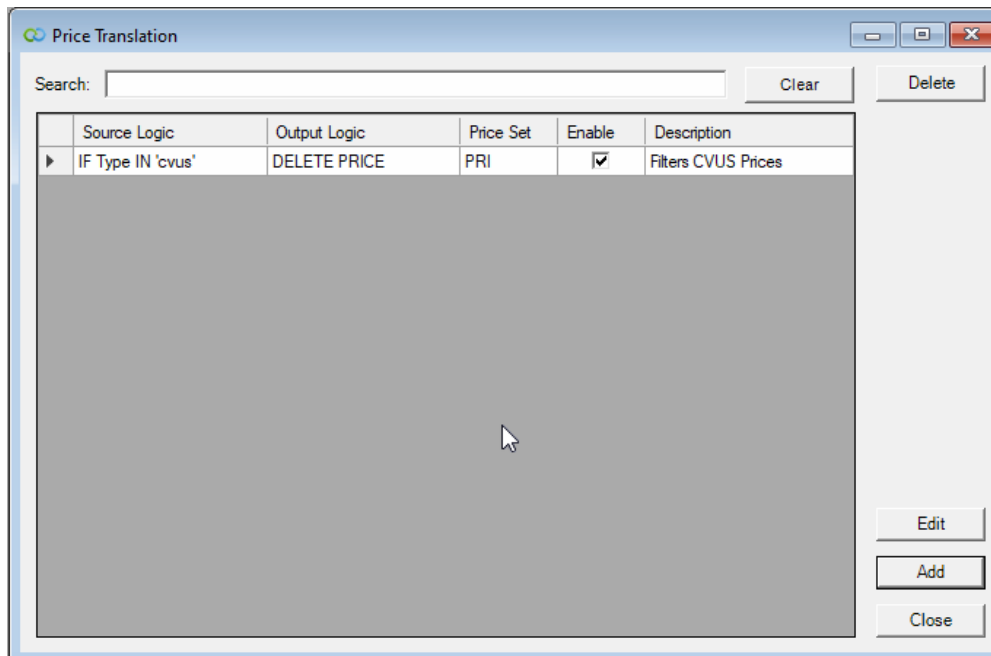 Price Translation
Search: Clear Delete
Source Logic Output Logic Price Set Enable Description
IF Type IN 'cvus' DELETE PRICE PRI Filters CVUS Prices
Edit
Add
Close